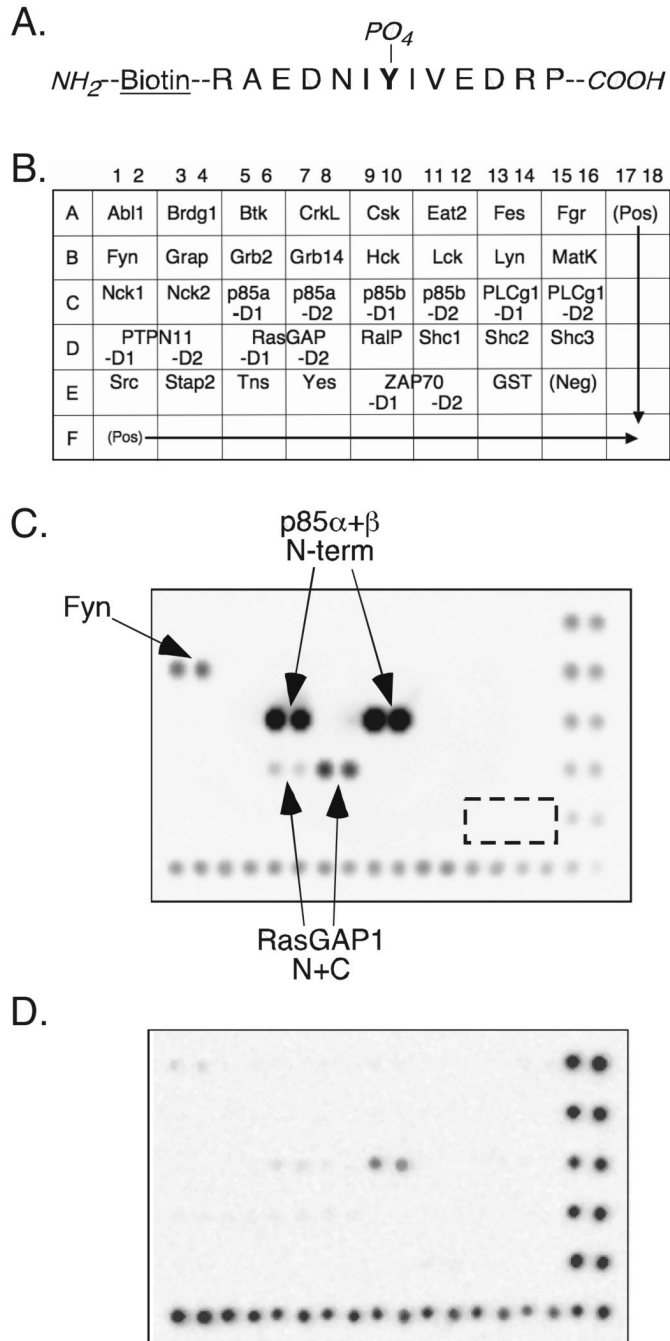 A.
PO4
NH2--Biotin--R A E D N I Y I V E D R P--COOH
B.
1 2 3 4 5 6 7 8 9 10 11 12 13 14 15 16 17 18
A Abl1 Brdg1 Btk CrkL Csk Eat2 Fes Fgr (Pos)
B Fyn Grap Grb2 Grb14 Hck Lck Lyn MatK
C Nck1 Nck2 p85a p85a p85b p85b PLCg1 PLCg1
-D1 -D2 -D1 -D2 -D1 -D2
D PTPN11 RasGAP RalP Shc1 Shc2 Shc3
-D1 -D2 -D1 -D2
E Src Stap2 Tns Yes ZAP70 GST (Neg)
-D1 -D2
F (Pos)
C.
p85α+β
N-term
Fyn
RasGAP1
N+C
D.